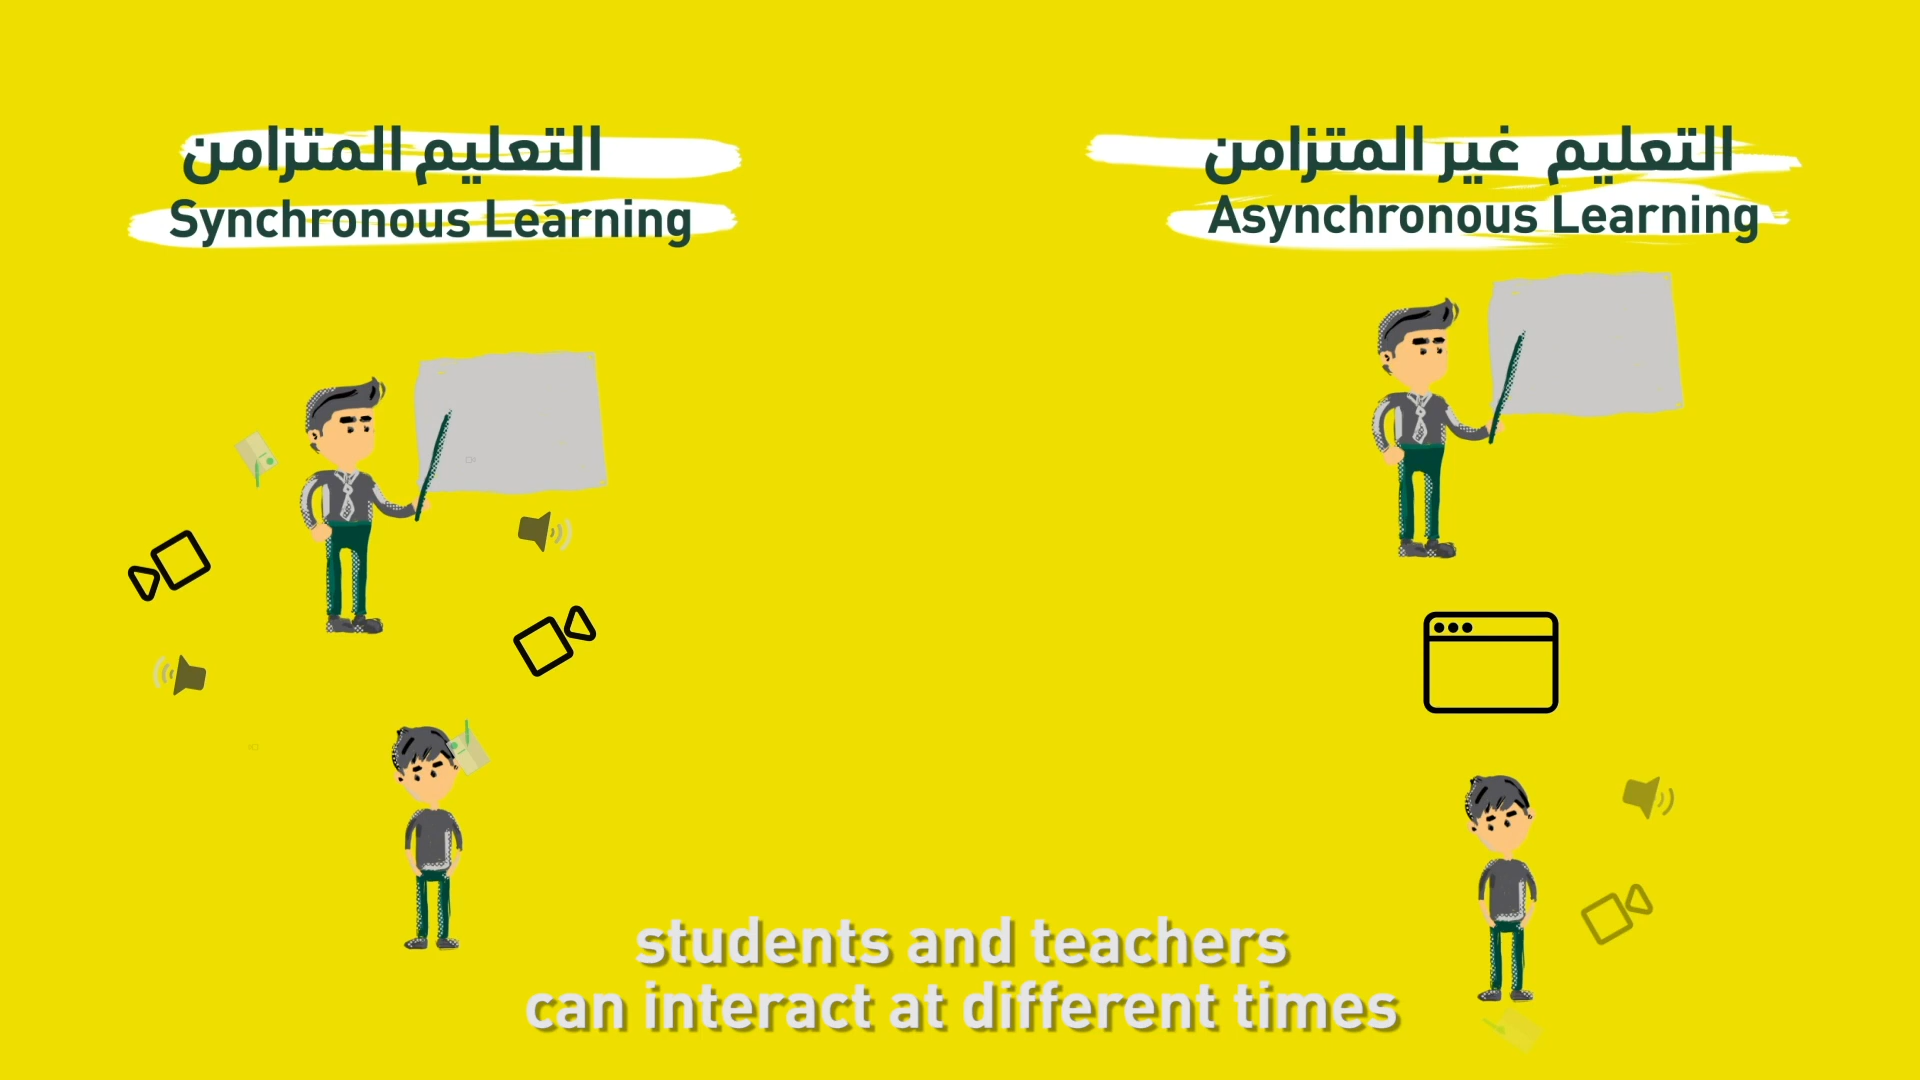 التعليم المتزامن
Synchronous Learning
التعليم غير المتزامن
Asynchronous Learning
students and teachers
can interact at different times